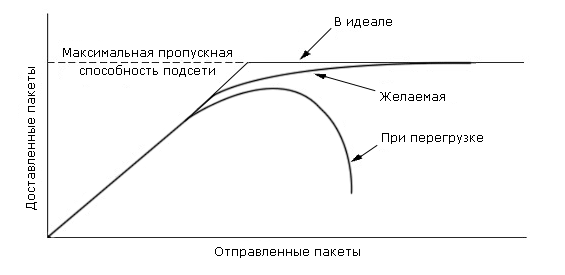 В идеале
Максимальная пропускная
способность подсети
Желаемая
При перегрузке
Доставленные пакеты
Отправленные пакеты